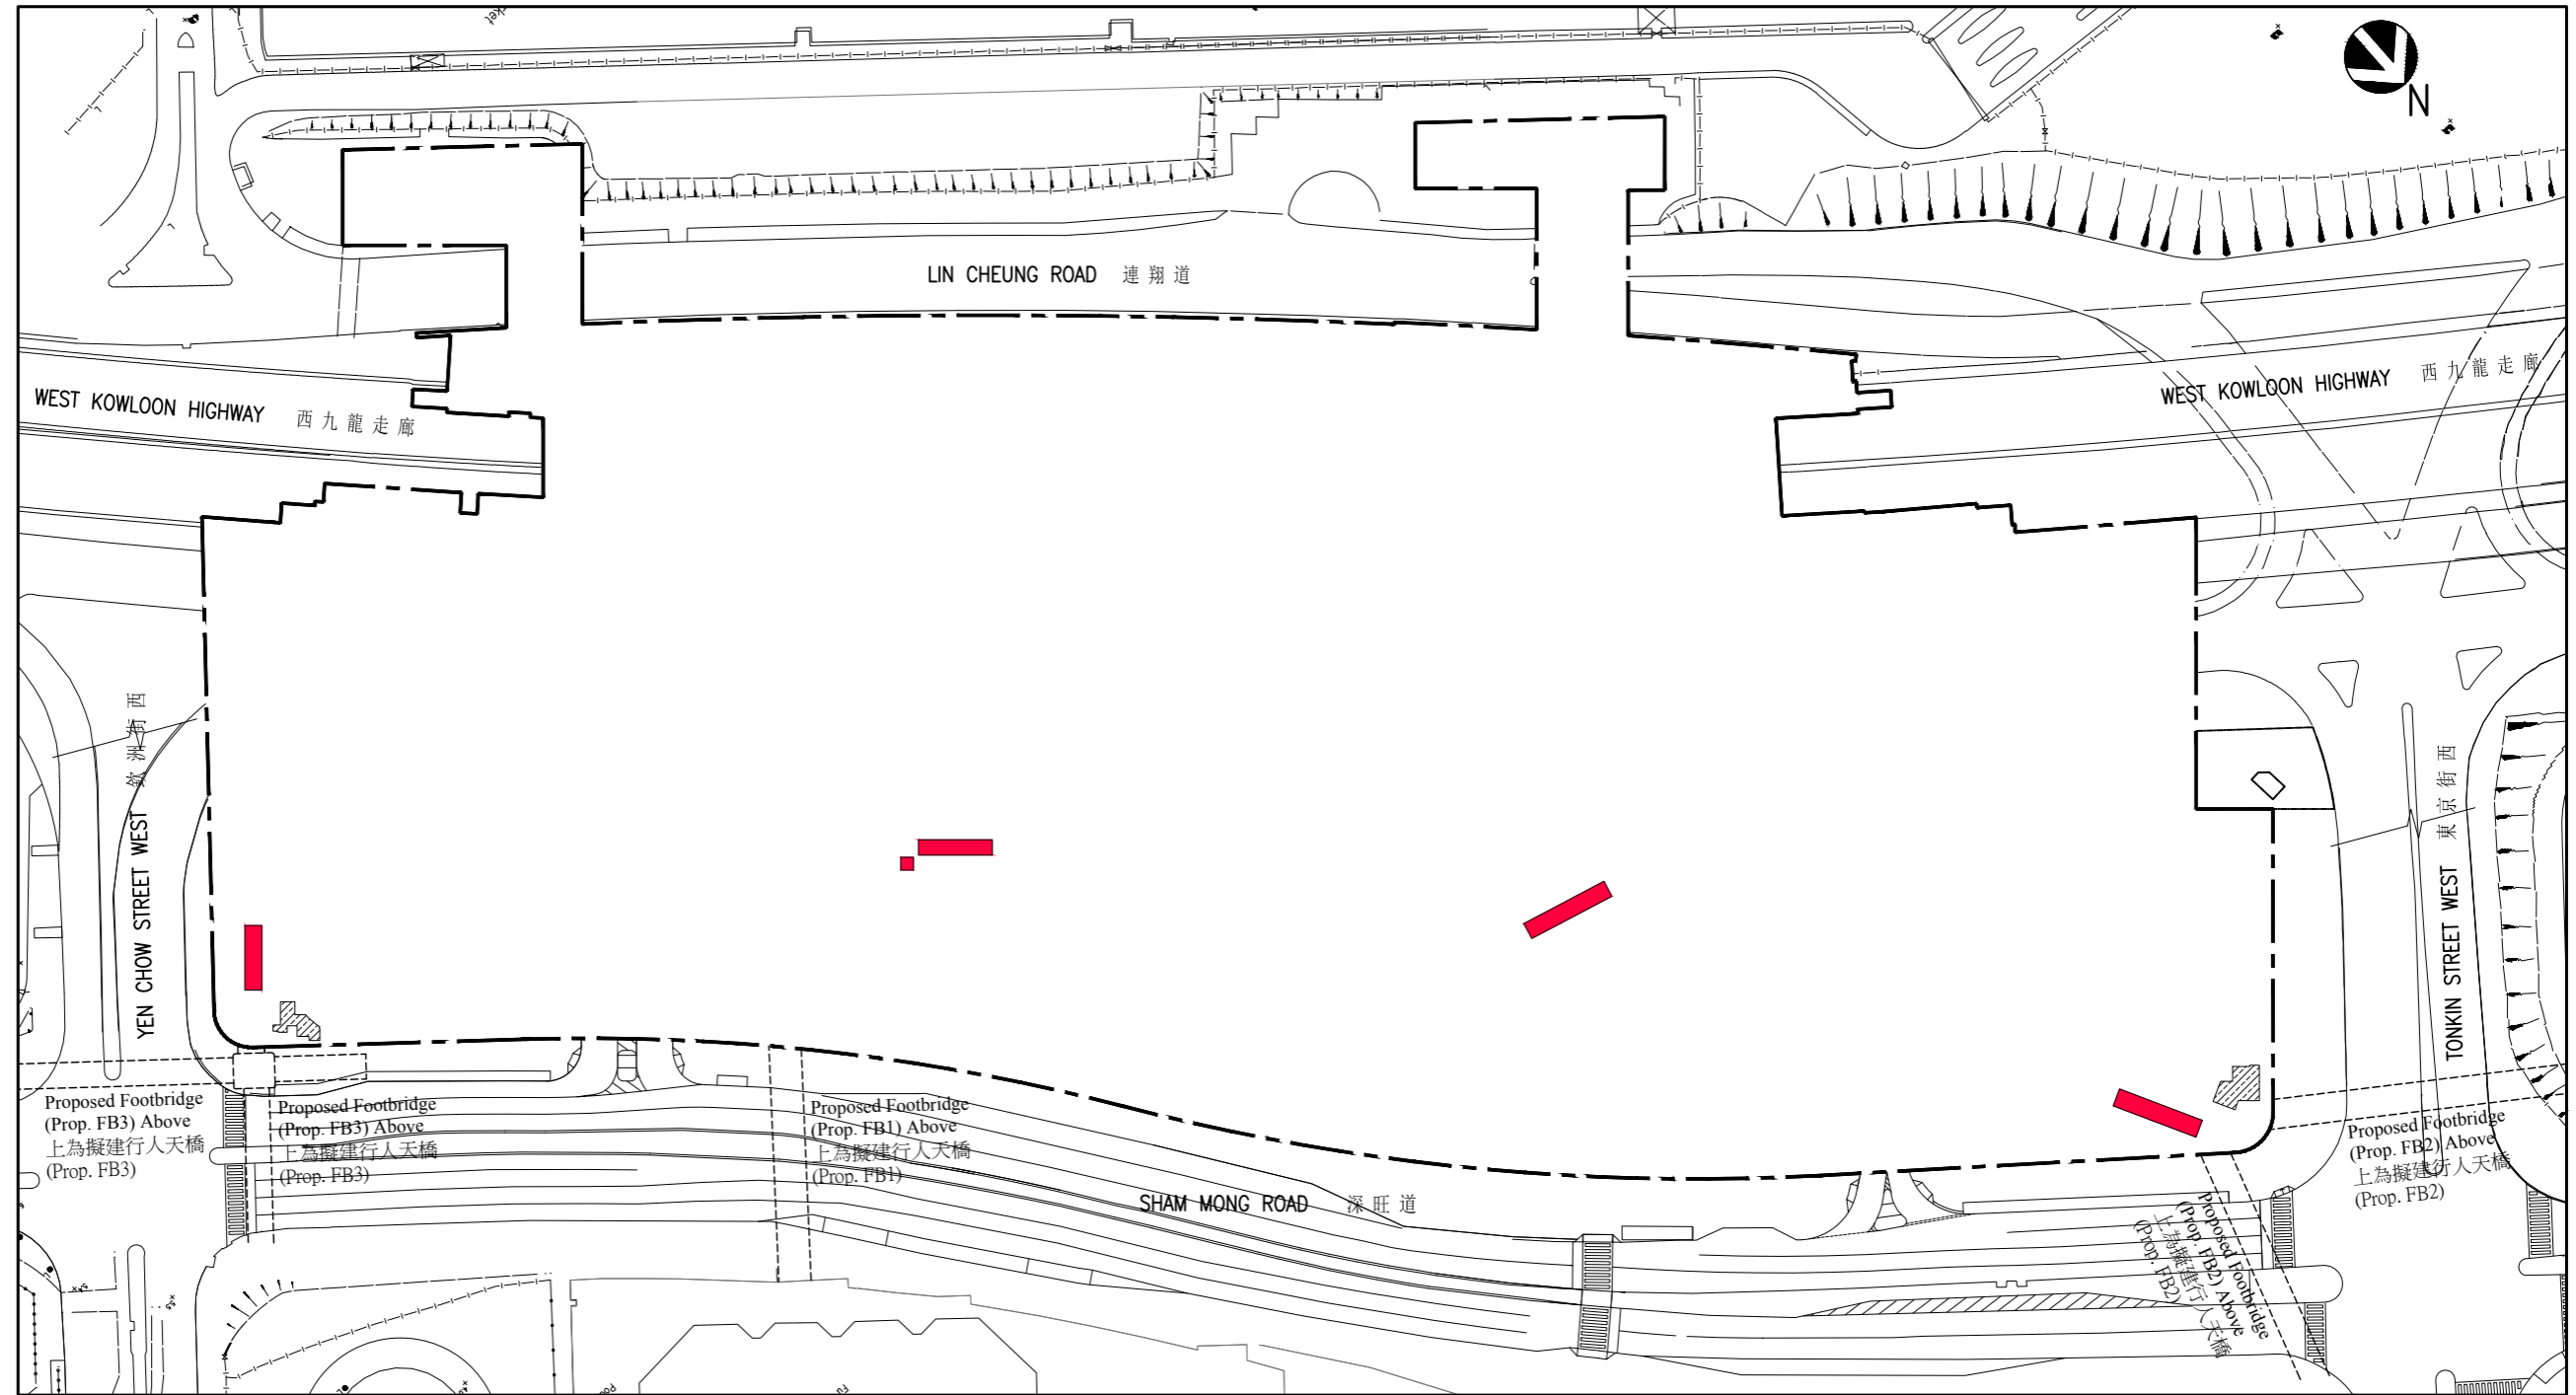 N
LIN CHEUNG ROAD 連翔道
WEST KOWLOON HIGHWAY 西九龍走廊
WEST KOWLOON HIGHWAY 西九龍走廊
YEN CHOW STREET WEST 欽洲街西
TONKIN STREET WEST 東京街西
Proposed Footbridge
(Prop. FB3) Above
上為擬建行人天橋
(Prop. FB3)
Proposed Footbridge
(Prop. FB3) Above
上為擬建行人天橋
(Prop. FB3)
Proposed Footbridge
(Prop. FB1) Above
上為擬建行人天橋
(Prop. FB1)
SHAM MONG ROAD 深旺道
Proposed Footbridge
(Prop. FB2) Above
上為擬建行人天橋
(Prop. FB2)
Proposed Footbridge
(Prop. FB2) Above
上為擬建行人天橋
(Prop. FB2)